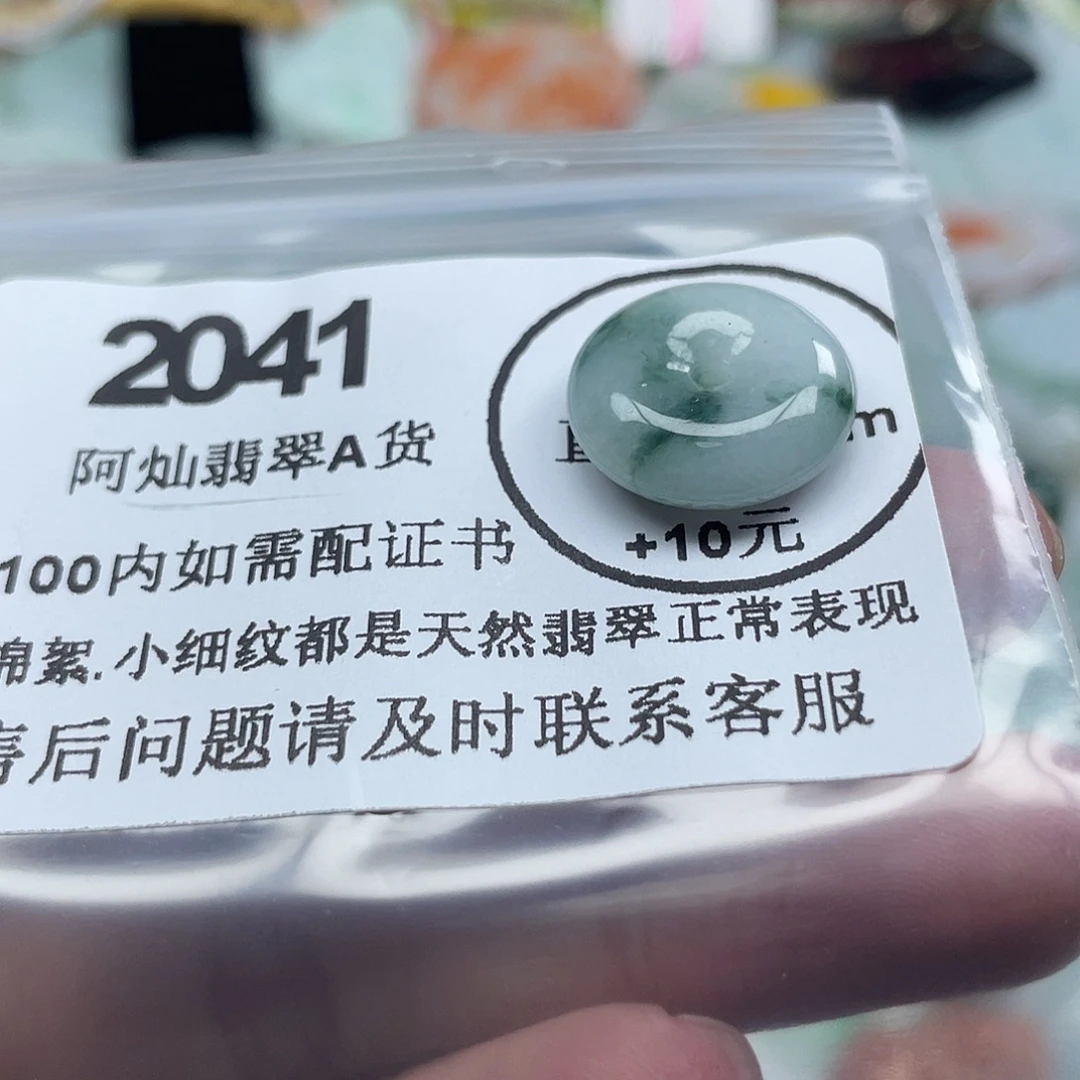 2041
阿灿翡翠A货
直 m
100内如需配证书
+10元
棉絮.小细纹都是天然翡翠正常表现
售后问题请及时联系客服